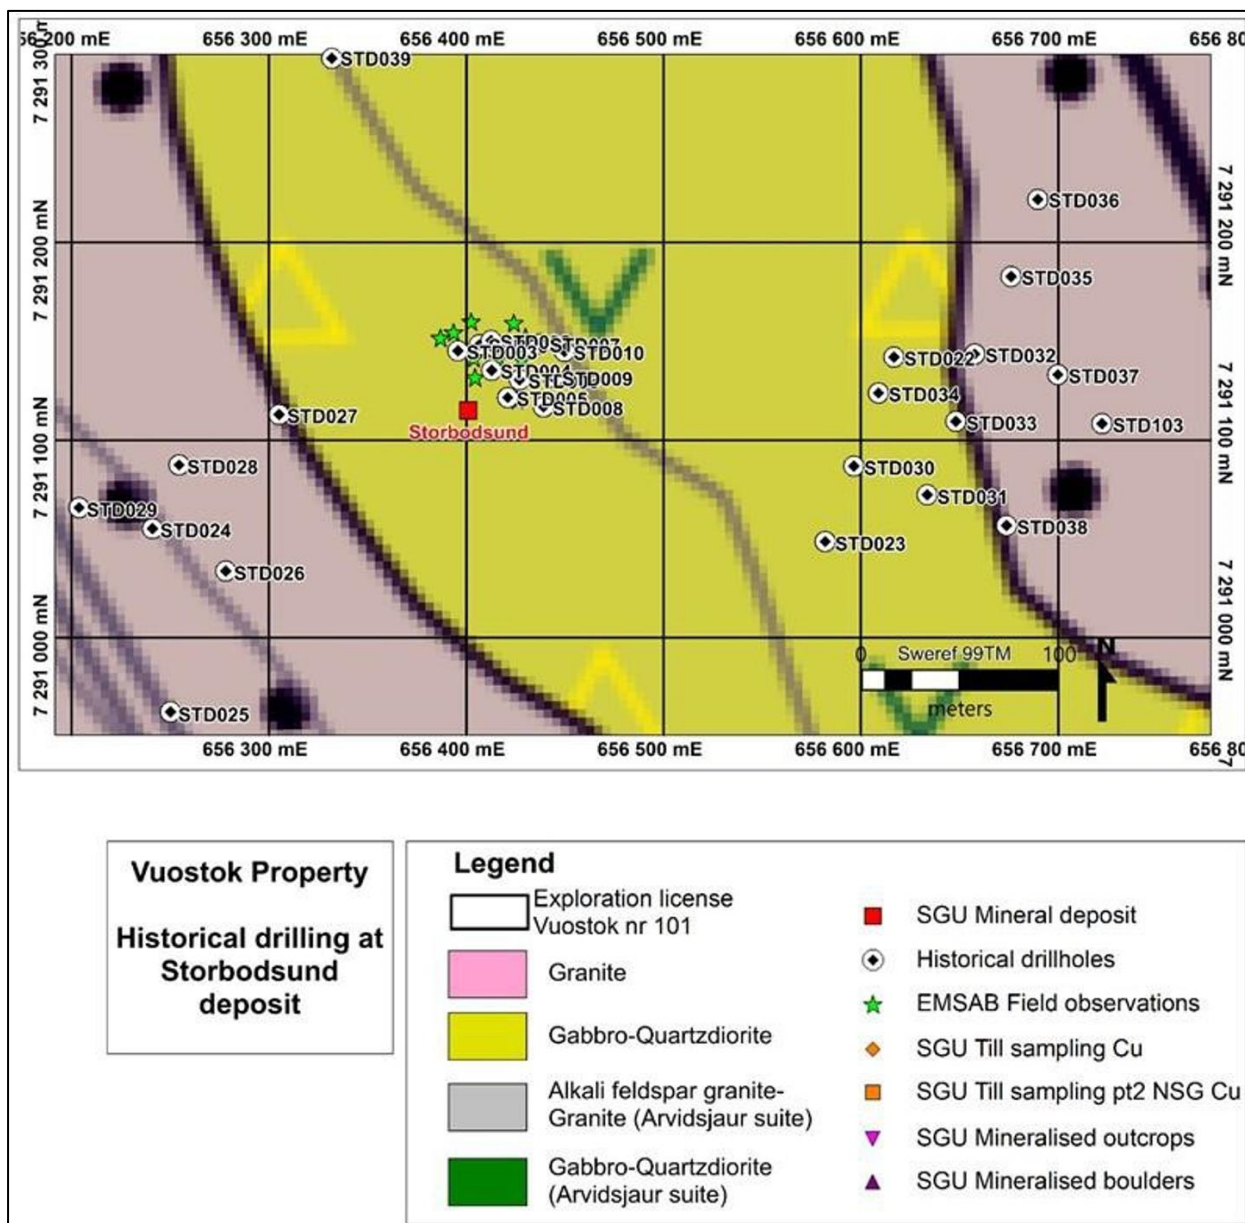 656 300 mE
656 400 mE
656 500 mE
656 600 mE
656 700 mE
656 80
7 291 300
7 291 200 mN
7 291 100 mN
7 291 000 mN
7 291 200 mN
7 291 100 mN
7 291 000 mN
STD039
STD036
STD035
STD003
STD010
STD022
STD032
STD037
STD009
STD034
STD005
STD008
STD027
STD033
STD103
Storbodsund
STD028
STD030
STD031
STD029
STD024
STD038
STD023
STD026
STD025
N
0 Sweref 99TM 100
meters
656 300 mE
656 400 mE
656 500 mE
656 600 mE
656 700 mE
656 80
Vuostok Property
Historical drilling at
Storbodsund
deposit
Legend
Exploration license
Vuostok nr 101
Granite
Gabbro-Quartzdiorite
Alkali feldspar granite-
Granite (Arvidsjaur suite)
Gabbro-Quartzdiorite
(Arvidsjaur suite)
SGU Mineral deposit
Historical drillholes
EMSAB Field observations
SGU Till sampling Cu
SGU Till sampling pt2 NSG Cu
SGU Mineralised outcrops
SGU Mineralised boulders